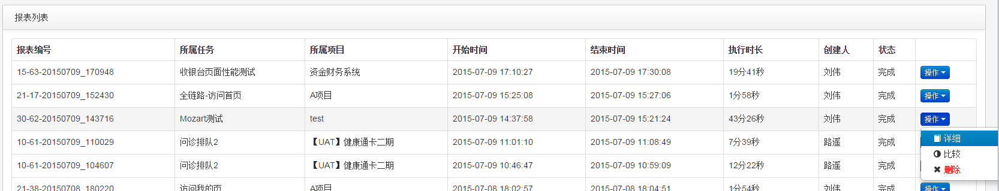 报表列表
报表编号 所属任务 所属项目 开始时间 结束时间 执行时长 创建人 状态
15-63-20150709_170948 收银台页面性能测试 资金财务系统 2015-07-09 17:10:27 2015-07-09 17:30:08 19分41秒 刘伟 完成 操作
21-17-20150709_152430 全链路-访问首页 A项目 2015-07-09 15:25:08 2015-07-09 15:27:06 1分58秒 刘伟 完成 操作
30-62-20150709_143716 Mozart测试 test 2015-07-09 14:37:58 2015-07-09 15:21:24 43分26秒 刘伟 完成 操作
10-61-20150709_110029 问诊排队2 【UAT】健康通卡二期 2015-07-09 11:01:10 2015-07-09 11:08:49 7分39秒 路遥 完成
10-61-20150709_104607 问诊排队2 【UAT】健康通卡二期 2015-07-09 10:46:47 2015-07-09 10:59:09 12分22秒 路遥 完成
21-38-20150708_180220 访问我的页 A项目 2015-07-08 18:02:57 2015-07-08 18:04:51 1分54秒 刘伟 完成 操作
详细
比较
删除